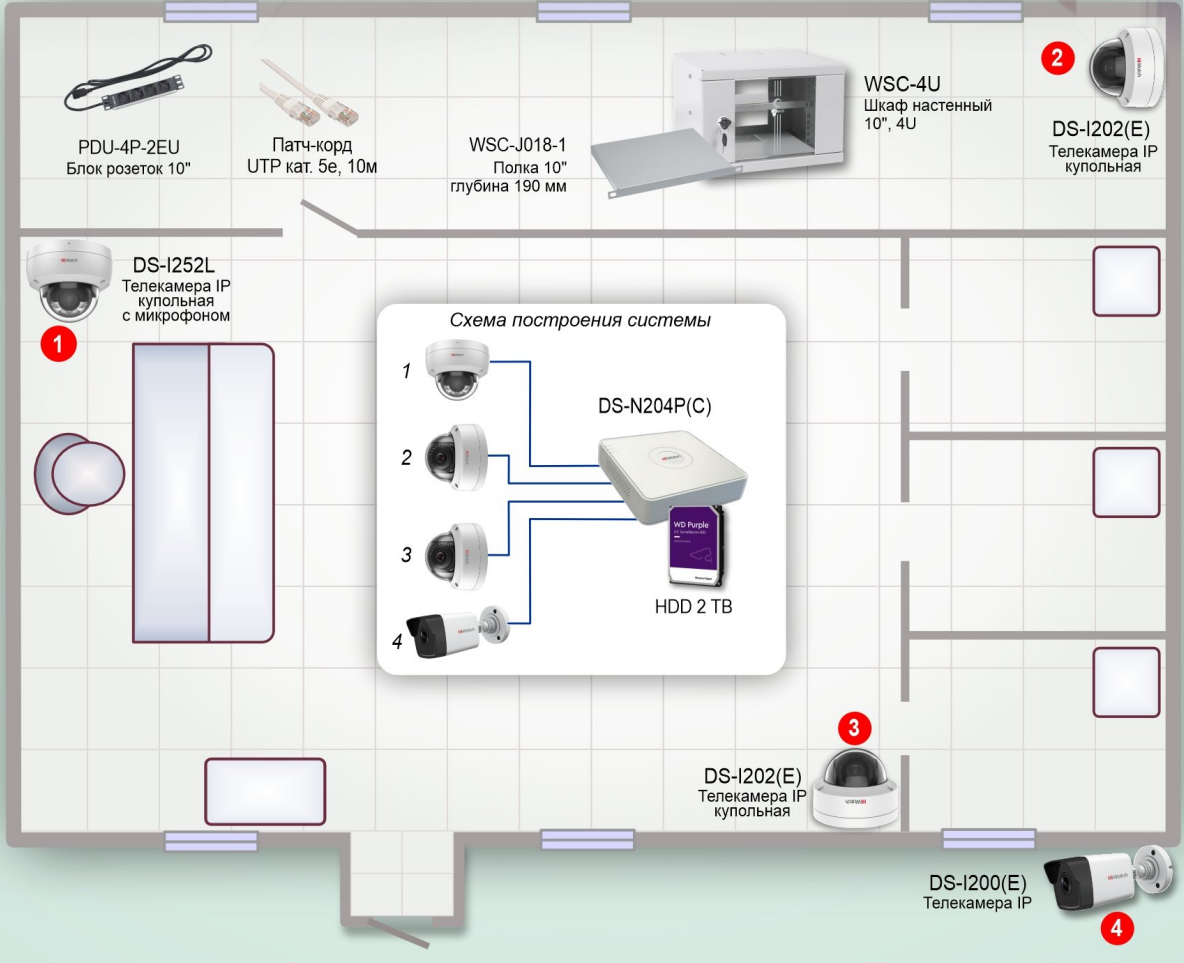 2
PDU-4P-2EU
Блок розеток 10"
Патч-корд
UTP кат. 5е, 10м
WSC-J018-1
Полка 10"
глубина 190 мм
WSC-4U
Шкаф настенный
10", 4U
DS-I202(E)
Телекамера IP
купольная
DS-I252L
Телекамера IP
купольная
с микрофоном
1
Схема построения системы
1
DS-N204P(C)
2
3
WD Purple
HDD 2 TB
4
3
DS-I202(E)
Телекамера IP
купольная
DS-I200(E)
Телекамера IP
4